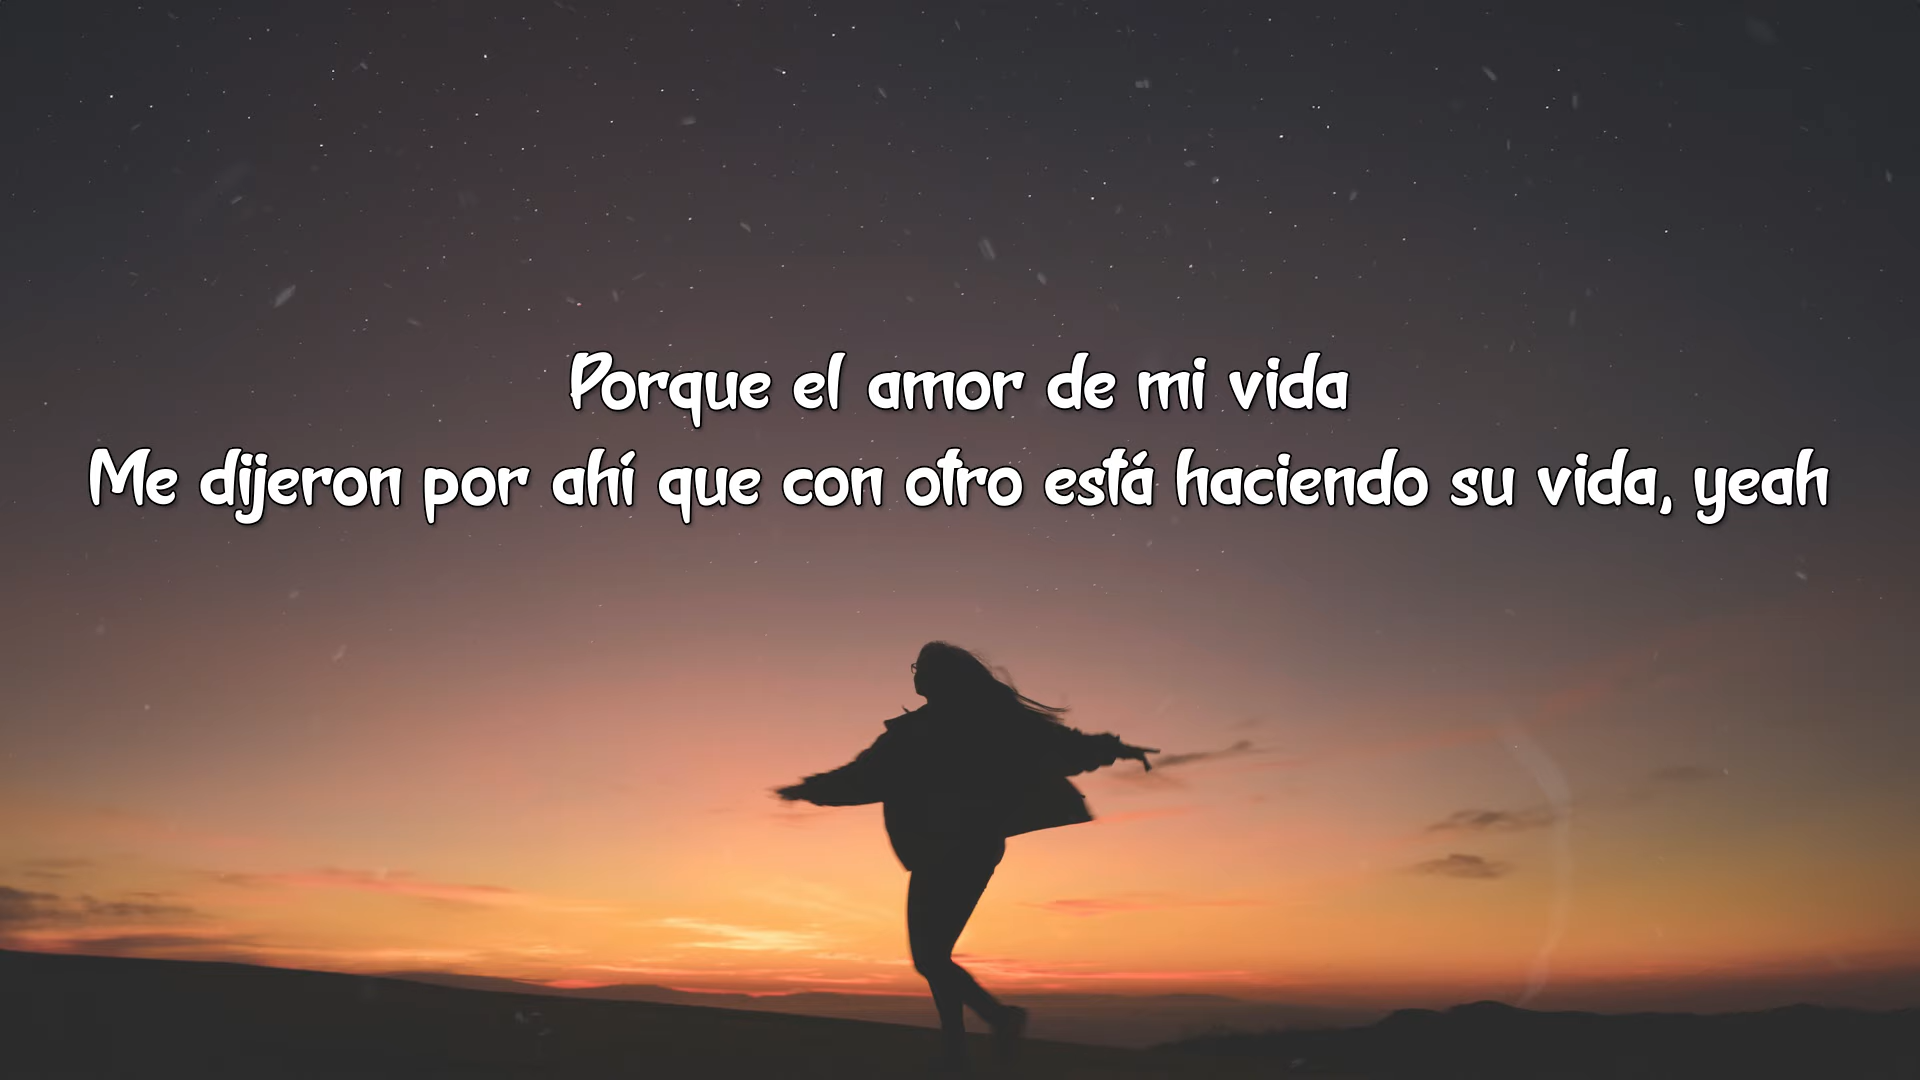 Porque el amor de mi vida
Me dijeron por ahí que con otro está haciendo su vida, yeah